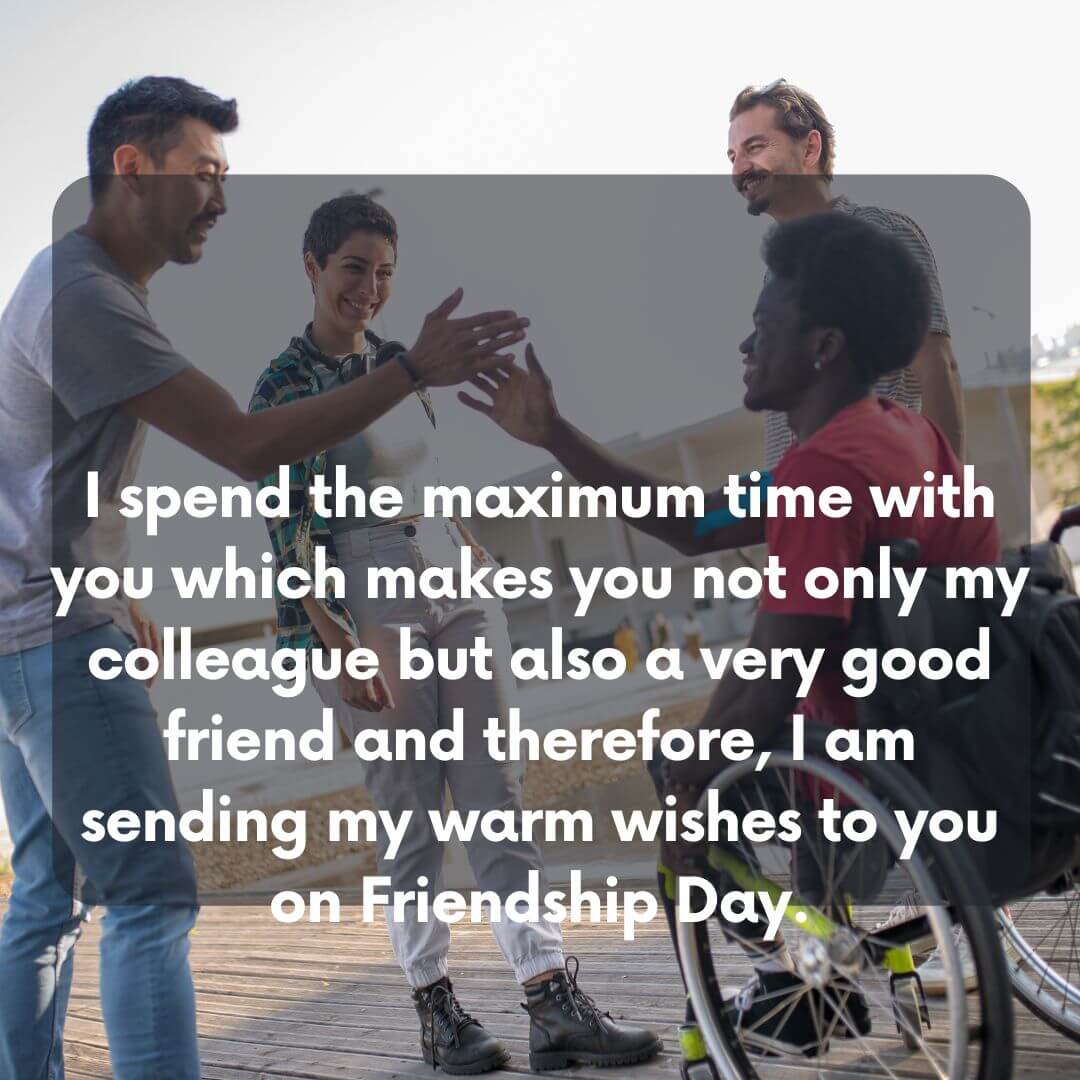 I spend the maximum time with
you which makes you not only my
colleague but also a very good
friend and therefore, I am
sending my warm wishes to you
on Friendship Day.